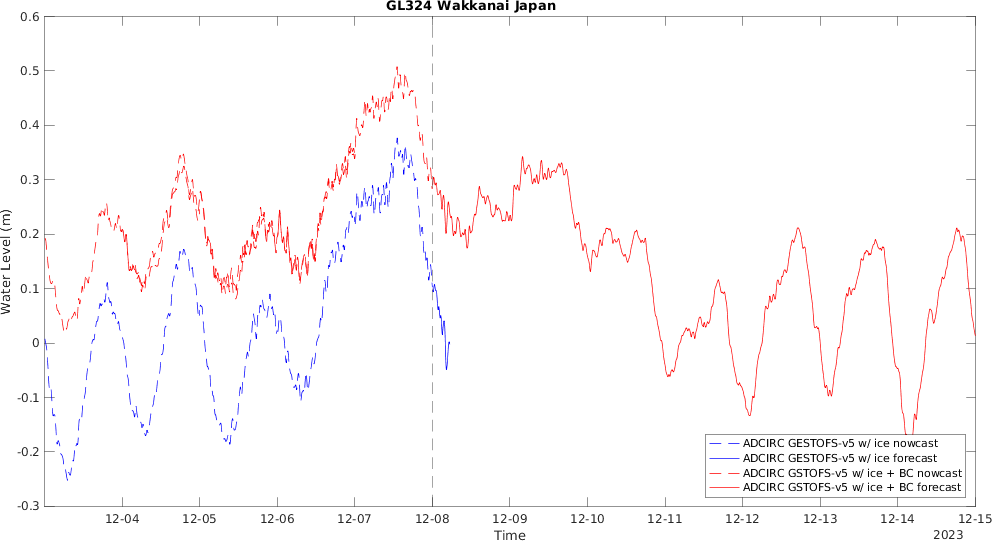 GL324 Wakkanai Japan
0.6
0.5
0.4
0.3
0.2
0.1
0
-0.1
-0.2
-0.3
Water Level (m)
12-04 12-05 12-06 12-07 12-08 12-09 12-10 12-11 12-12 12-13 12-14 12-15
Time
2023
ADCIRC GESTOFS-v5 w/ ice nowcast
ADCIRC GESTOFS-v5 w/ ice forecast
ADCIRC GSTOFS-v5 w/ ice + BC nowcast
ADCIRC GSTOFS-v5 w/ ice + BC forecast